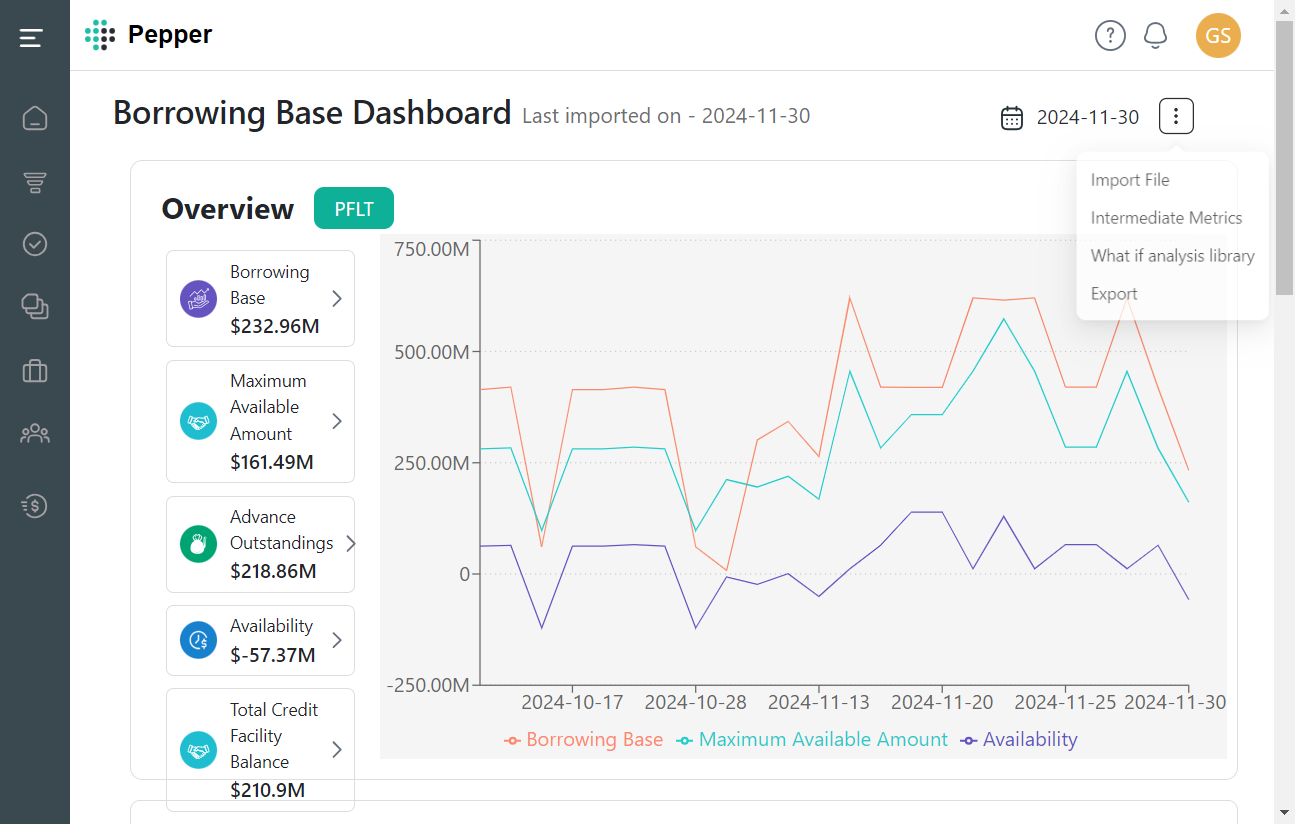 Pepper
?
GS
Borrowing Base Dashboard Last imported on - 2024-11-30
2024-11-30
Import File
Intermediate Metrics
What if analysis library
Export
Overview
PFLT
Borrowing
Base
$232.96M
Maximum
Available
Amount
$161.49M
Advance
Outstandings
$218.86M
Availability
$-57.37M
Total Credit
Facility
Balance
$210.9M
750.00M
500.00M
250.00M
0
-250.00M
2024-10-17 2024-10-28 2024-11-13 2024-11-20 2024-11-25 2024-11-30
Borrowing Base Maximum Available Amount Availability